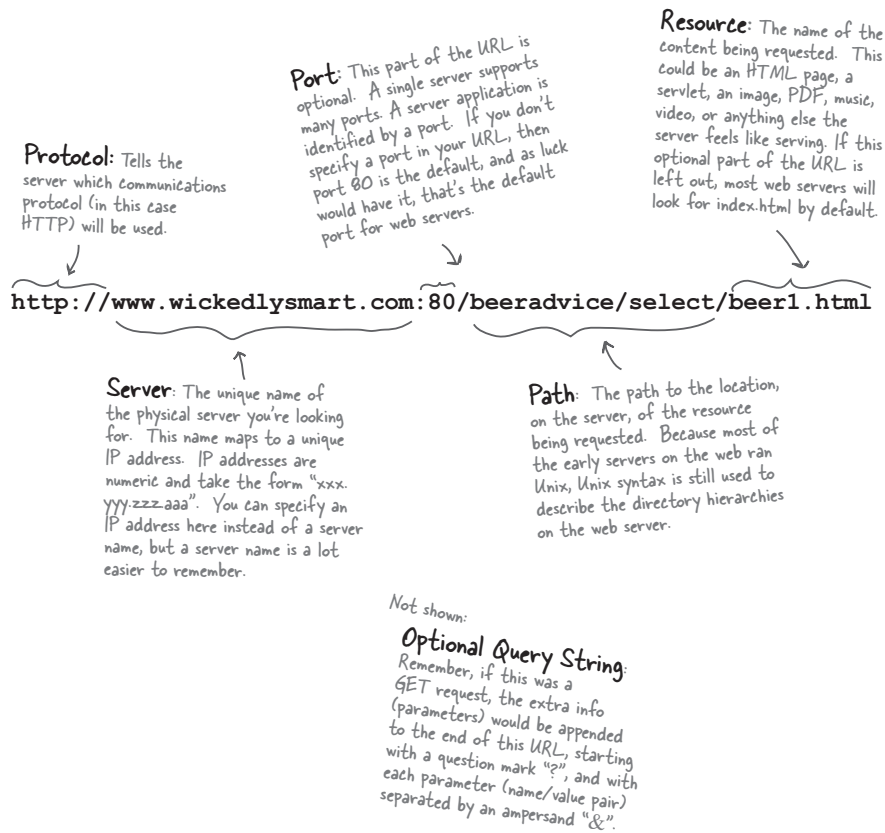 Protocol: Tells the
server which communications
protocol (in this case
HTTP) will be used.
Port: This part of the URL is
optional. A single server supports
many ports. A server application is
identified by a port. If you don't
specify a port in your URL, then
port 80 is the default, and as luck
would have it, that's the default
port for web servers.
Resource: The name of the
content being requested. This
could be an HTML page, a
servlet, an image, PDF, music,
video, or anything else the
server feels like serving. If this
optional part of the URL is
left out, most web servers will
look for index.html by default.
http://www.wickedlysmart.com:80/beeradvice/select/beer1.html
Server: The unique name of
the physical server you're looking
for. This name maps to a unique
IP address. IP addresses are
numeric and take the form "xxx.
yyy.zzz.aaa". You can specify an
IP address here instead of a server
name, but a server name is a lot
easier to remember.
Path: The path to the location,
on the server, of the resource
being requested. Because most of
the early servers on the web ran
Unix, Unix syntax is still used to
describe the directory hierarchies
on the web server.
Not shown:
Optional Query String:
Remember, if this was a
GET request, the extra info
(parameters) would be appended
to the end of this URL, starting
with a question mark "?", and with
each parameter (name/value pair)
separated by an ampersand "&".